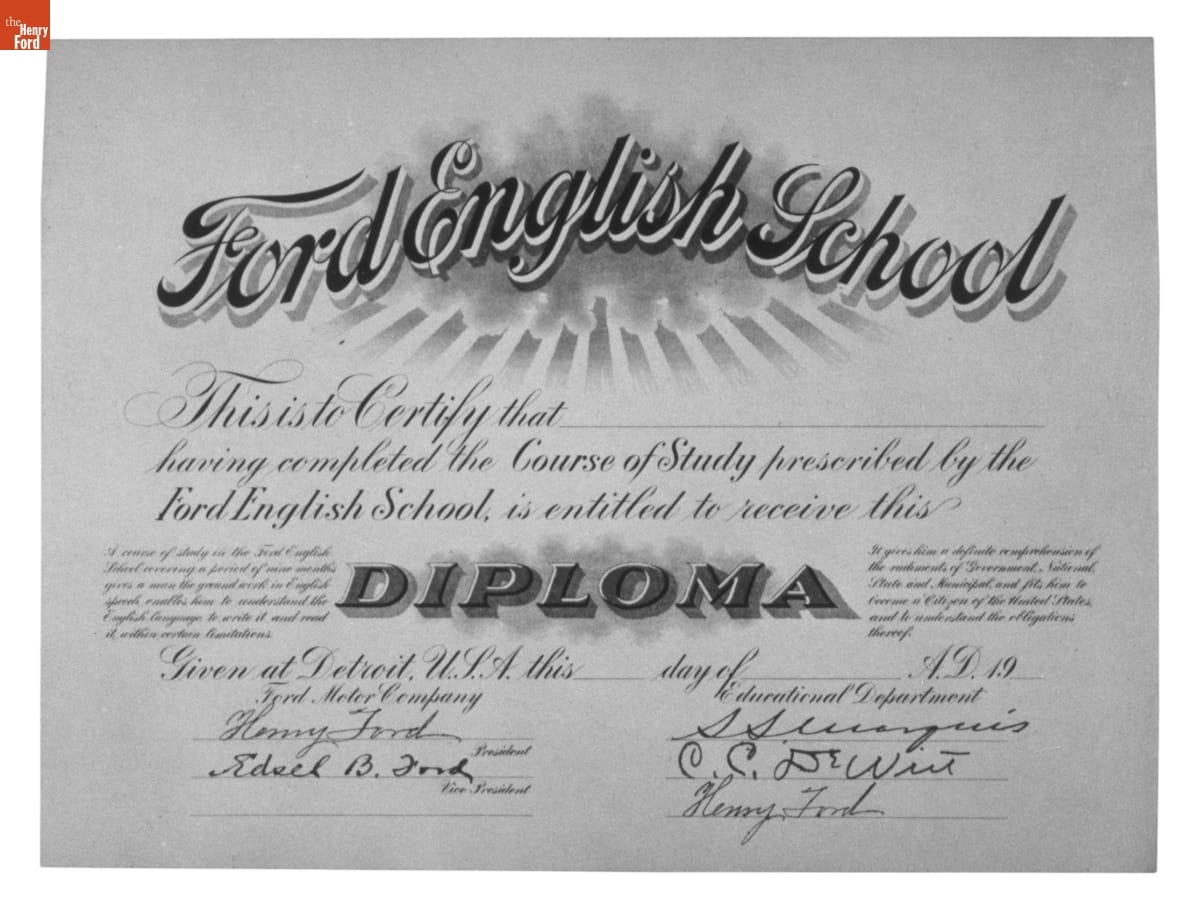 the
Henry
Ford
Ford English School
This is to Certify that
having completed the Course of Study prescribed by the
Ford English School, is entitled to receive this
A course of study in the Ford English
School covering a period of nine months
gives a man the ground work in English
speech, enables him to understand the
English language, to write it and read
it, within certain limitations.
DIPLOMA
It gives him a definite comprehension of
the rudiments of Government, National,
State and Municipal, and fits him to
become a Citizen of the United States,
and to understand the obligations
thereof.
Given at Detroit, U.S.A. this day of A.D. 19
Ford Motor Company
Henry Ford
President
Edsel B. Ford
Vice President
Educational Department
S S Marquis
C. C. DeWitt
Henry Ford